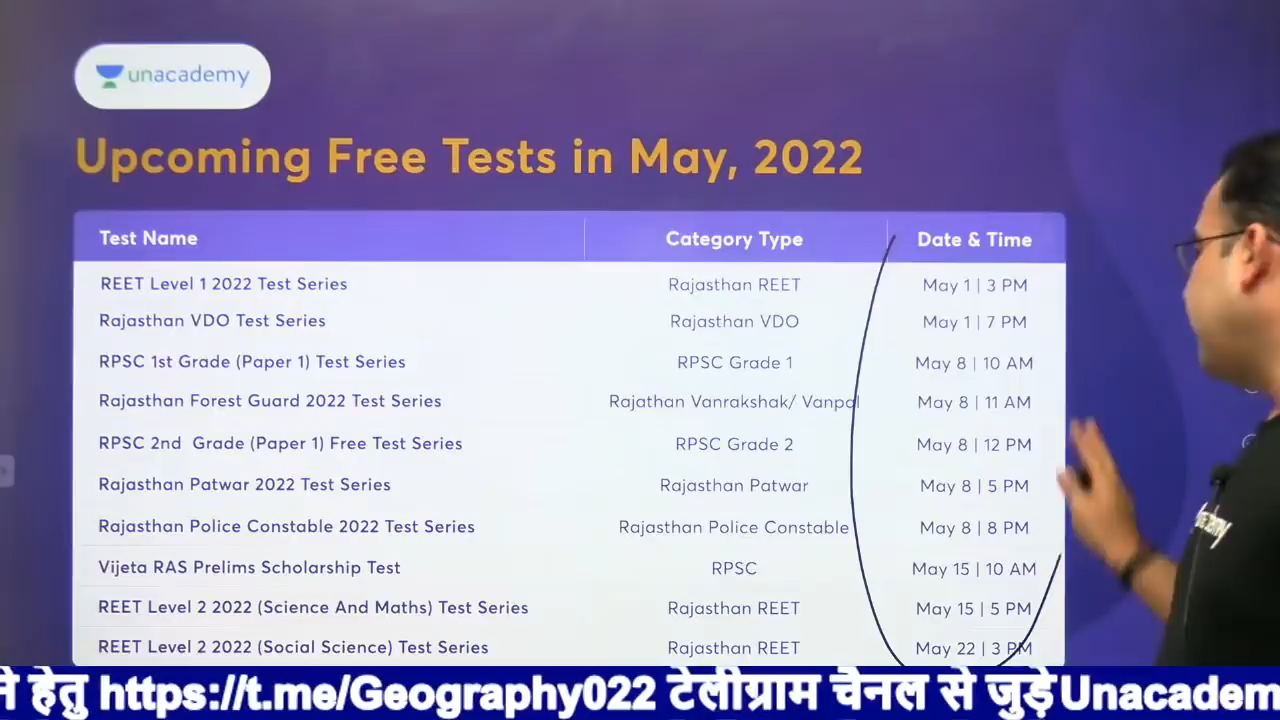 unacademy
Upcoming Free Tests in May, 2022
Test Name Category Type Date & Time
REET Level 1 2022 Test Series Rajasthan REET May 1 | 3 PM
Rajasthan VDO Test Series Rajasthan VDO May 1 | 7 PM
RPSC 1st Grade (Paper 1) Test Series RPSC Grade 1 May 8 | 10 AM
Rajasthan Forest Guard 2022 Test Series Rajathan Vanrakshak/ Vanpal May 8 | 11 AM
RPSC 2nd Grade (Paper 1) Free Test Series RPSC Grade 2 May 8 | 12 PM
Rajasthan Patwar 2022 Test Series Rajasthan Patwar May 8 | 5 PM
Rajasthan Police Constable 2022 Test Series Rajasthan Police Constable May 8 | 8 PM
Vijeta RAS Prelims Scholarship Test RPSC May 15 | 10 AM
REET Level 2 2022 (Science And Maths) Test Series Rajasthan REET May 15 | 5 PM
REET Level 2 2022 (Social Science) Test Series Rajasthan REET May 22 | 3 PM
ने हेतु https://t.me/Geography022 टेलीग्राम चैनल से जुड़े Unacadem